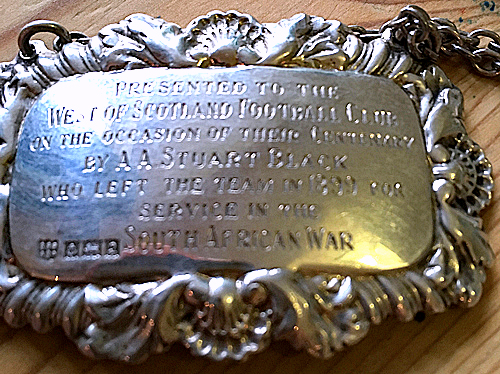 PRESENTED TO THE
WEST OF SCOTLAND FOOTBALL CLUB
ON THE OCCASION OF THEIR CENTENARY
BY A A STUART BLACK
WHO LEFT THE TEAM IN 1899 FOR
SERVICE IN THE
SOUTH AFRICAN WAR